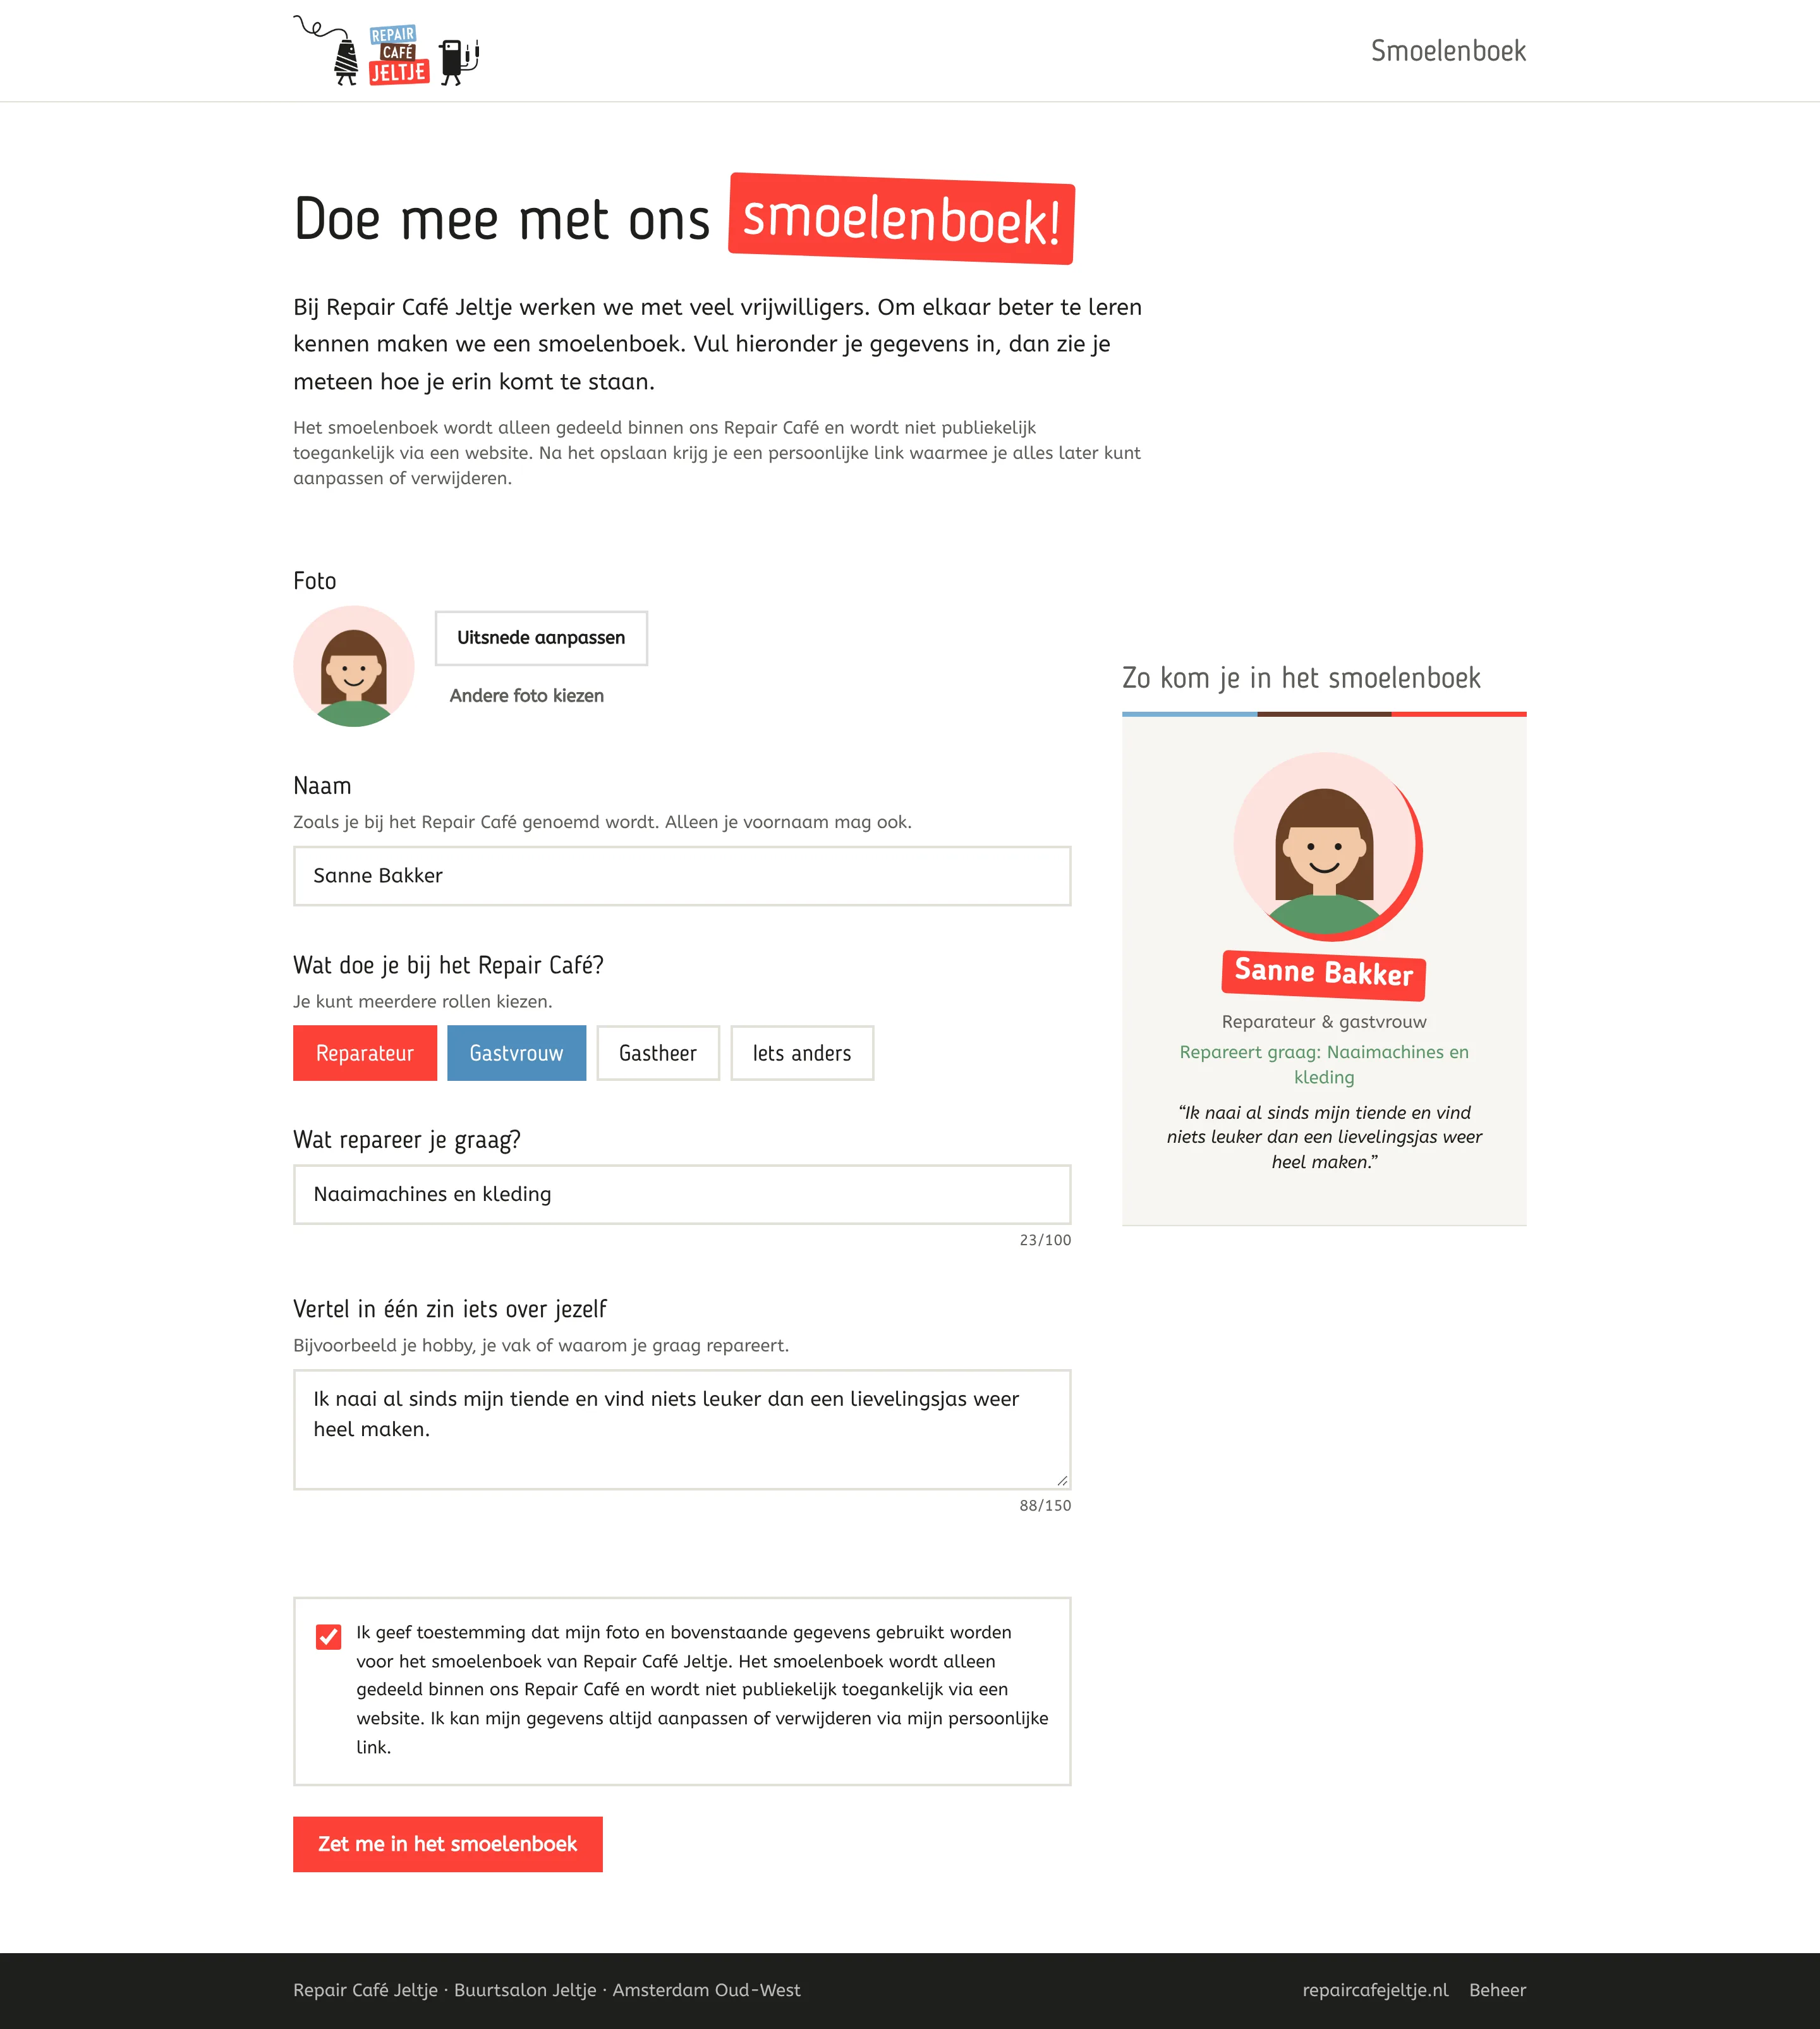 REPAIR
CAFÉ
JELTJE
Smoelenboek
Doe mee met ons smoelenboek!
Bij Repair Café Jeltje werken we met veel vrijwilligers. Om elkaar beter te leren
kennen maken we een smoelenboek. Vul hieronder je gegevens in, dan zie je
meteen hoe je erin komt te staan.
Het smoelenboek wordt alleen gedeeld binnen ons Repair Café en wordt niet publiekelijk
toegankelijk via een website. Na het opslaan krijg je een persoonlijke link waarmee je alles later kunt
aanpassen of verwijderen.
Foto
Uitsnede aanpassen
Andere foto kiezen
Naam
Zoals je bij het Repair Café genoemd wordt. Alleen je voornaam mag ook.
Sanne Bakker
Wat doe je bij het Repair Café?
Je kunt meerdere rollen kiezen.
Reparateur Gastvrouw Gastheer Iets anders
Wat repareer je graag?
Naaimachines en kleding
23/100
Vertel in één zin iets over jezelf
Bijvoorbeeld je hobby, je vak of waarom je graag repareert.
Ik naai al sinds mijn tiende en vind niets leuker dan een lievelingsjas weer
heel maken.
88/150
Ik geef toestemming dat mijn foto en bovenstaande gegevens gebruikt worden
voor het smoelenboek van Repair Café Jeltje. Het smoelenboek wordt alleen
gedeeld binnen ons Repair Café en wordt niet publiekelijk toegankelijk via een
website. Ik kan mijn gegevens altijd aanpassen of verwijderen via mijn persoonlijke
link.
Zet me in het smoelenboek
Zo kom je in het smoelenboek
Sanne Bakker
Reparateur & gastvrouw
Repareert graag: Naaimachines en
kleding
“Ik naai al sinds mijn tiende en vind
niets leuker dan een lievelingsjas weer
heel maken.”
Repair Café Jeltje · Buurtsalon Jeltje · Amsterdam Oud-West
repaircafejeltje.nl Beheer